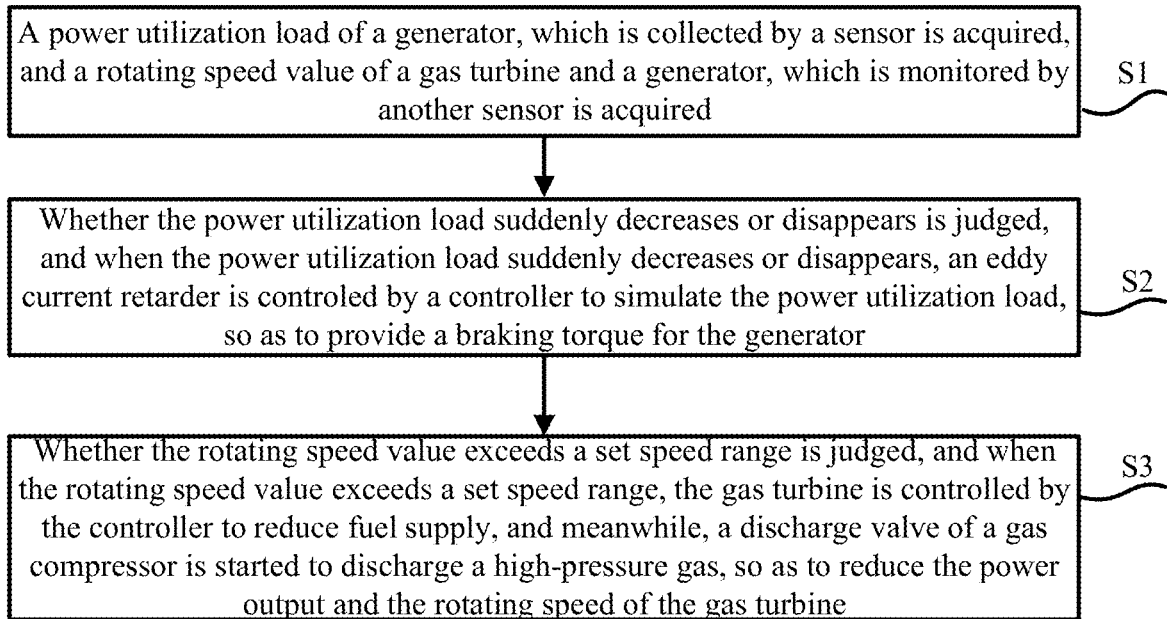 A power utilization load of a generator, which is collected by a sensor is acquired,
and a rotating speed value of a gas turbine and a generator, which is monitored by
another sensor is acquired
S1
Whether the power utilization load suddenly decreases or disappears is judged,
and when the power utilization load suddenly decreases or disappears, an eddy
current retarder is controled by a controller to simulate the power utilization load,
so as to provide a braking torque for the generator
S2
Whether the rotating speed value exceeds a set speed range is judged, and when
the rotating speed value exceeds a set speed range, the gas turbine is controlled by
the controller to reduce fuel supply, and meanwhile, a discharge valve of a gas
compressor is started to discharge a high-pressure gas, so as to reduce the power
output and the rotating speed of the gas turbine
S3